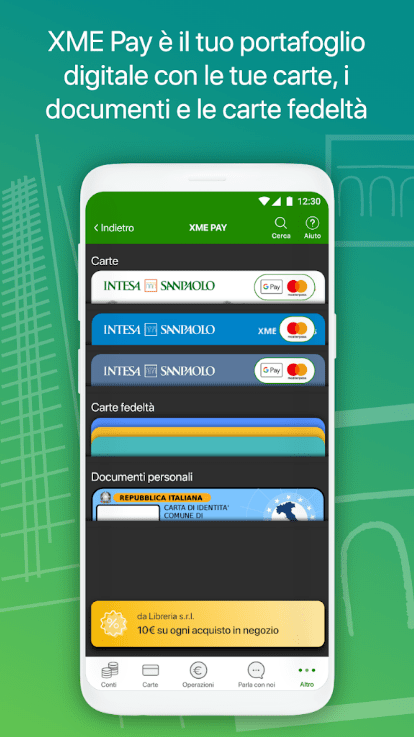 XME Pay è il tuo portafoglio
digitale con le tue carte, i
documenti e le carte fedeltà
12:30
Indietro
XME PAY
Cerca
Aiuto
Carte
INTESA SANPAOLO
G Pay
mastercard
INTESA SANPAOLO
XME
INTESA SANPAOLO
G Pay
mastercard
Carte fedeltà
Documenti personali
REPUBBLICA ITALIANA
CARTA DI IDENTITA'
COMUNE DI
%
da Libreria s.r.l.
10€ su ogni acquisto in negozio
Conti
Carte
€
Operazioni
Parla con noi
Altro